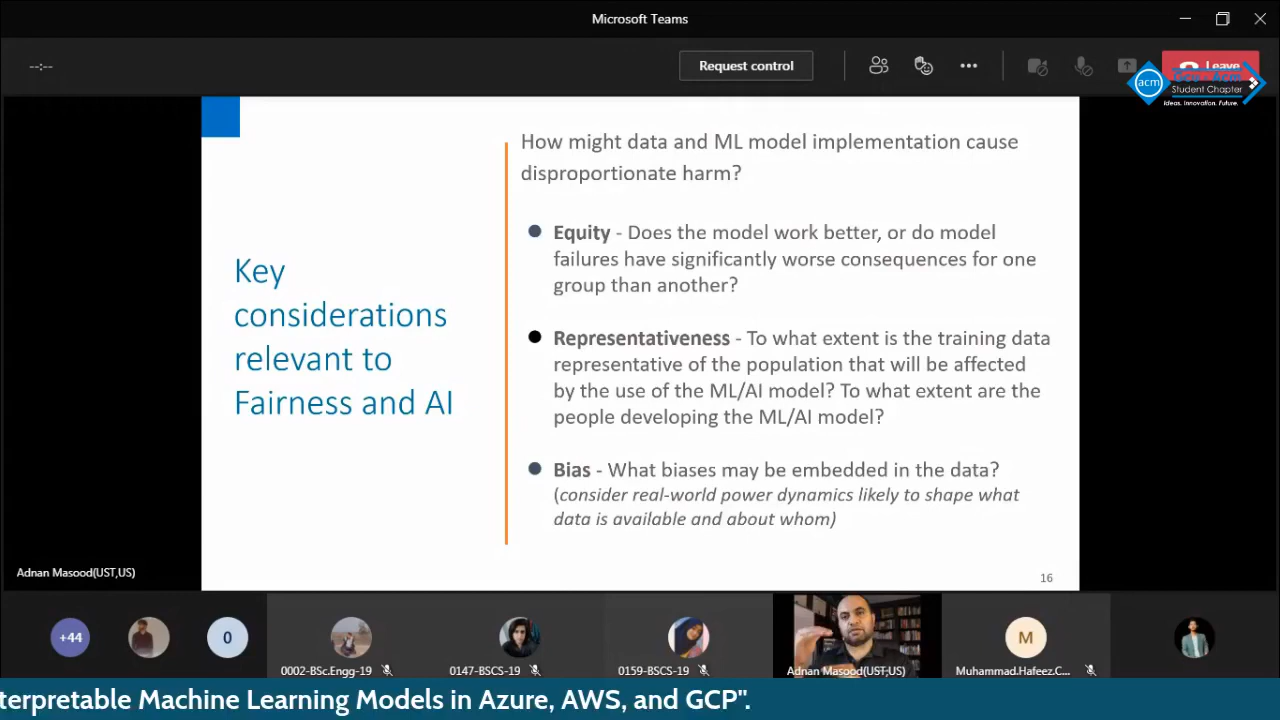 Microsoft Teams
--:--
Request control
Leave
acm
GCU - acm
Student Chapter
Ideas. Innovation. Future.
Key
considerations
relevant to
Fairness and AI
How might data and ML model implementation cause
disproportionate harm?
Equity - Does the model work better, or do model
failures have significantly worse consequences for one
group than another?
Representativeness - To what extent is the training data
representative of the population that will be affected
by the use of the ML/AI model? To what extent are the
people developing the ML/AI model?
Bias - What biases may be embedded in the data?
(consider real-world power dynamics likely to shape what
data is available and about whom)
16
Adnan Masood(UST,US)
+44
0
0002-BSc.Engg-19
0147-BSCS-19
0159-BSCS-19
Adnan Masood(UST,US)
M
Muhammad.Hafeez.C...
terpretable Machine Learning Models in Azure, AWS, and GCP".